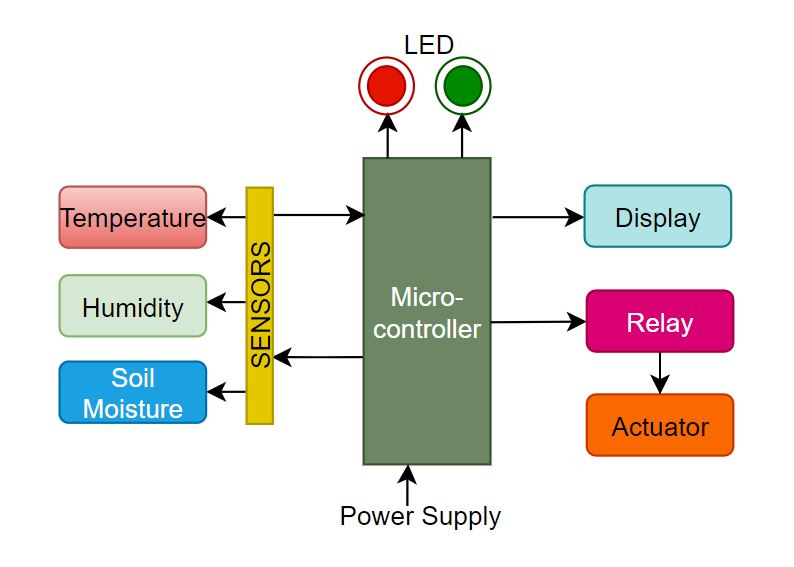 LED
Temperature
Humidity
Soil
Moisture
SENSORS
Micro-
controller
Display
Relay
Actuator
Power Supply